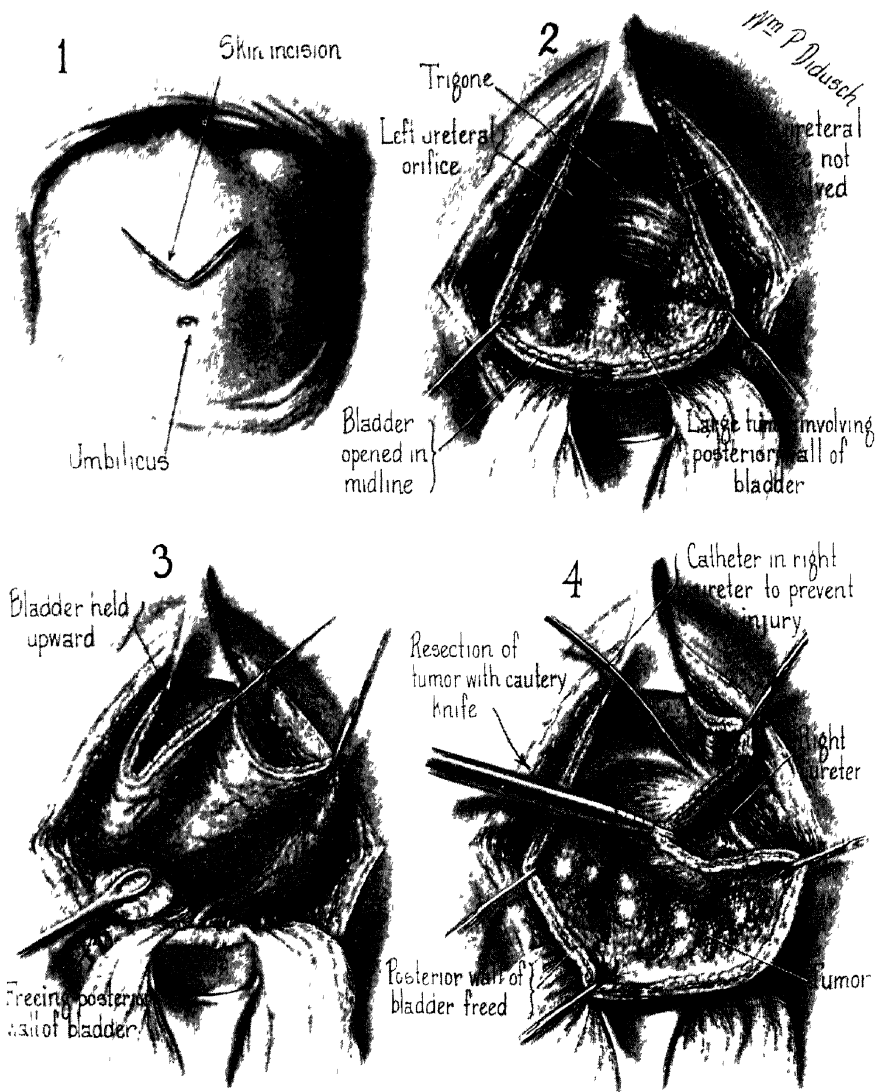 1
Skin incision
Umbilicus
2
Wm P Didusch
Trigone
Left ureteral
orifice
ureteral
not
Bladder
opened in
midline
Large tumor involving
posterior wall of
bladder
3
Bladder held
upward
Freeing posterior
wall of bladder
4
Catheter in right
ureter to prevent
injury
Resection of
tumor with cautery
knife
Right
ureter
Posterior wall of
bladder freed
Tumor